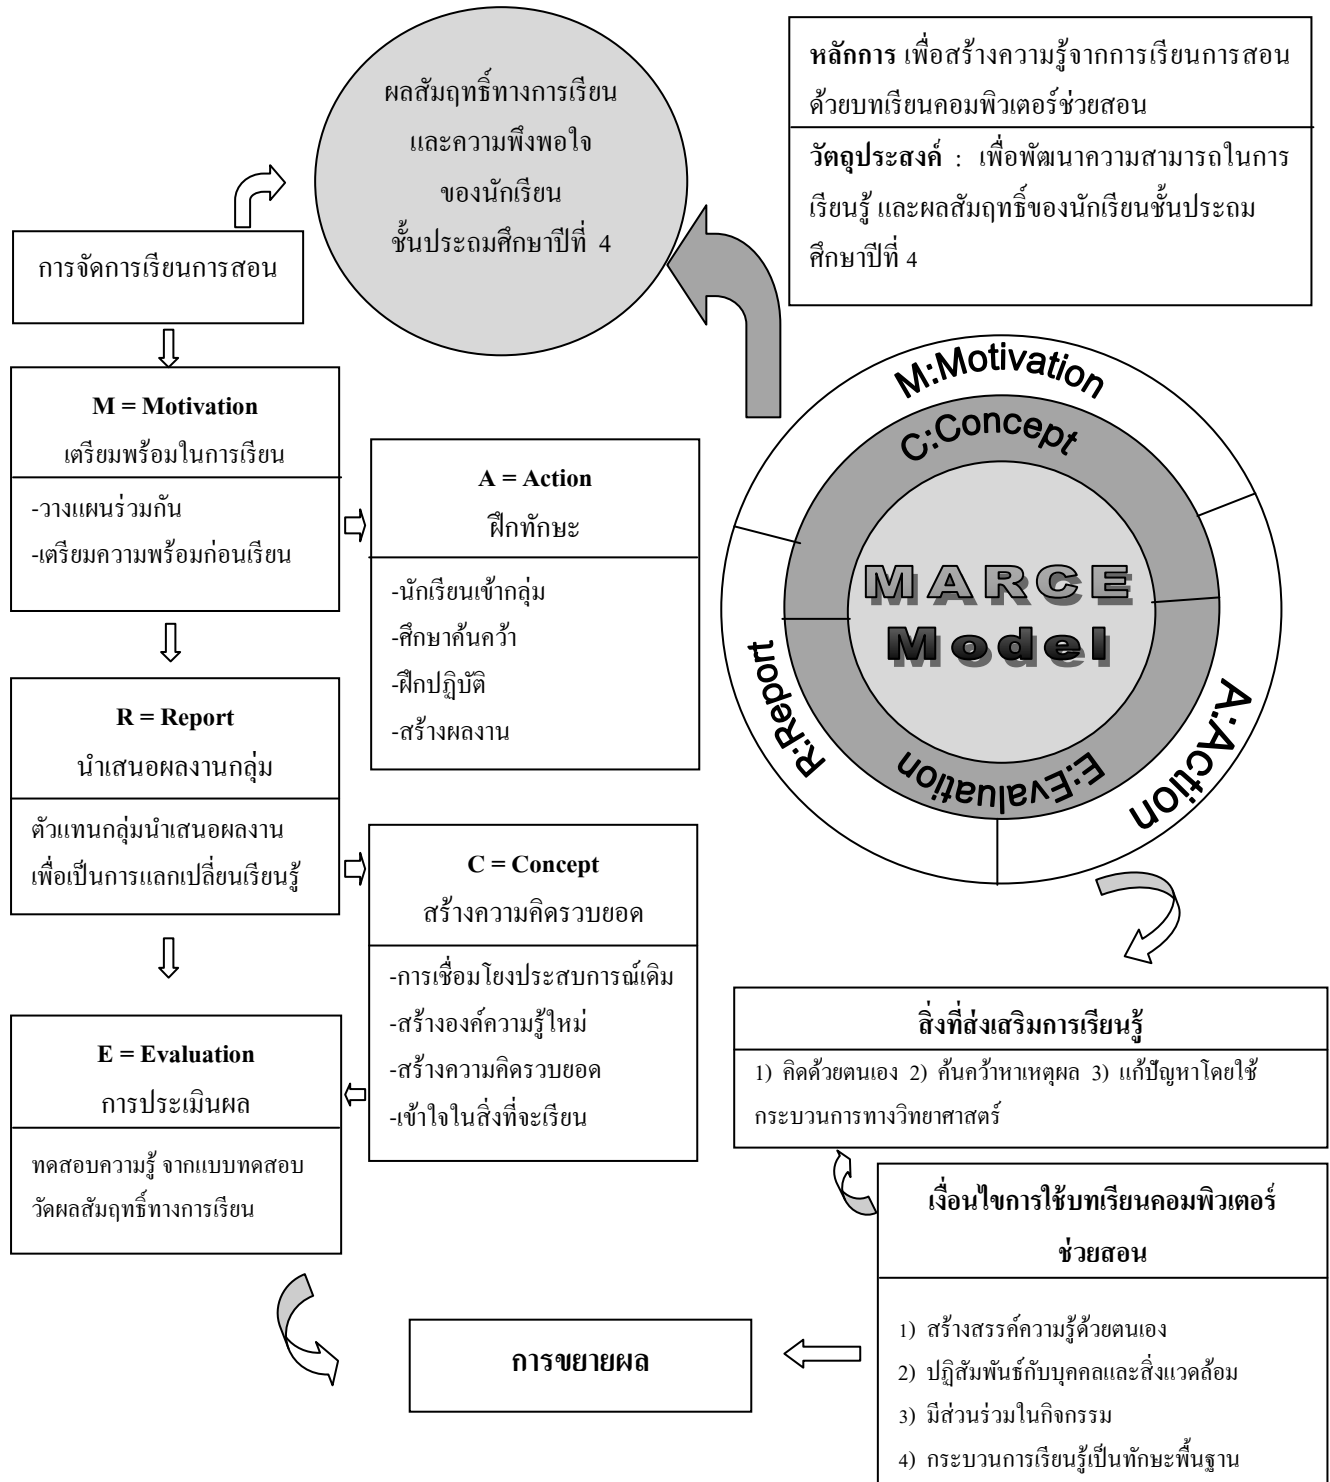 ผลสัมฤทธิ์ทางการเรียน
และความพึงพอใจ
ของนักเรียน
ชั้นประถมศึกษาปีที่ 4
หลักการ เพื่อสร้างความรู้จากการเรียนการสอน
ด้วยบทเรียนคอมพิวเตอร์ช่วยสอน
วัตถุประสงค์ : เพื่อพัฒนาความสามารถในการ
เรียนรู้ และผลสัมฤทธิ์ของนักเรียนชั้นประถม
ศึกษาปีที่ 4
การจัดการเรียนการสอน
M = Motivation
เตรียมพร้อมในการเรียน
-วางแผนร่วมกัน
-เตรียมความพร้อมก่อนเรียน
A = Action
ฝึกทักษะ
-นักเรียนเข้ากลุ่ม
-ศึกษาค้นคว้า
-ฝึกปฏิบัติ
-สร้างผลงาน
R = Report
นำเสนอผลงานกลุ่ม
ตัวแทนกลุ่มนำเสนอผลงาน
เพื่อเป็นการแลกเปลี่ยนเรียนรู้
C = Concept
สร้างความคิดรวบยอด
-การเชื่อมโยงประสบการณ์เดิม
-สร้างองค์ความรู้ใหม่
-สร้างความคิดรวบยอด
-เข้าใจในสิ่งที่จะเรียน
E = Evaluation
การประเมินผล
ทดสอบความรู้ จากแบบทดสอบ
วัดผลสัมฤทธิ์ทางการเรียน
M:Motivation
C:Concept
MARCE
Model
R:Report
E:Evaluation
A:Action
สิ่งที่ส่งเสริมการเรียนรู้
1) คิดด้วยตนเอง 2) ค้นคว้าหาเหตุผล 3) แก้ปัญหาโดยใช้
กระบวนการทางวิทยาศาสตร์
เงื่อนไขการใช้บทเรียนคอมพิวเตอร์
ช่วยสอน
1) สร้างสรรค์ความรู้ด้วยตนเอง
2) ปฏิสัมพันธ์กับบุคคลและสิ่งแวดล้อม
3) มีส่วนร่วมในกิจกรรม
4) กระบวนการเรียนรู้เป็นทักษะพื้นฐาน
การขยายผล